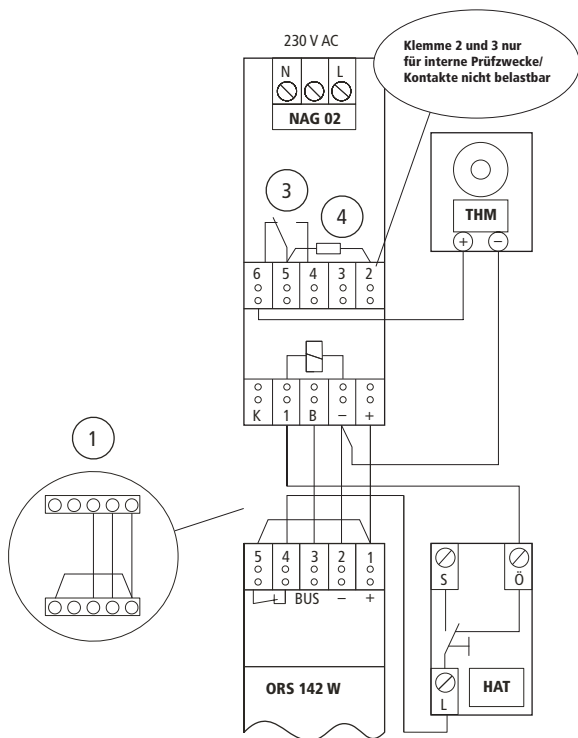 230 V AC
Klemme 2 und 3 nur
für interne Prüfzwecke/
Kontakte nicht belastbar
N L
NAG 02
3
4
THM
+ −
6 5 4 3 2
K 1 B − +
1
5 4 3 2 1
BUS − +
S Ö
ORS 142 W
L
HAT